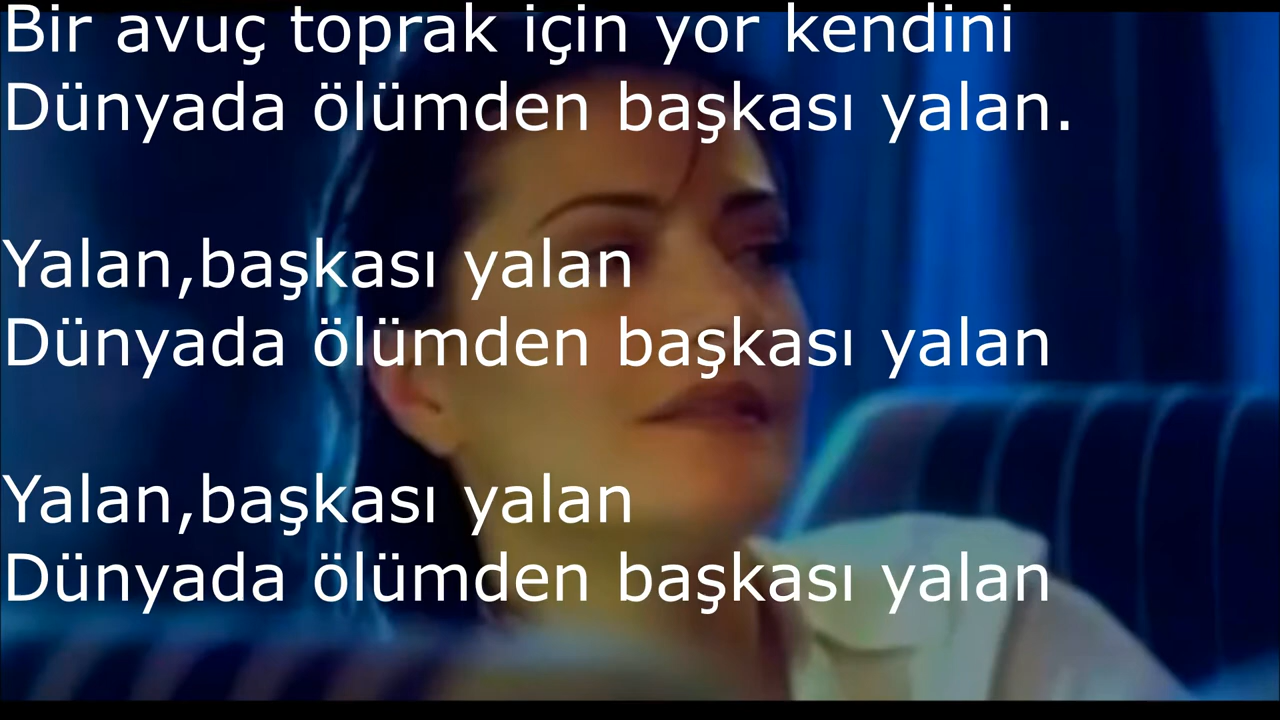 Bir avuç toprak için yor kendini
Dünyada ölümden başkası yalan.
Yalan,başkası yalan
Dünyada ölümden başkası yalan
Yalan,başkası yalan
Dünyada ölümden başkası yalan